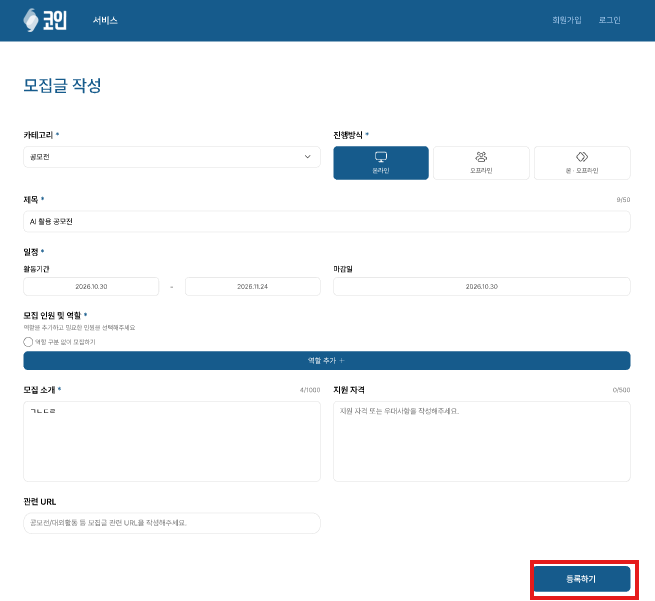 코인 서비스 회원가입 로그인
모집글 작성
카테고리 *
공모전
진행방식 *
온라인 오프라인 온 · 오프라인
제목 * 9/50
AI 활용 공모전
일정 *
활동기간
2026.10.30 - 2026.11.24
마감일
2026.10.30
모집 인원 및 역할 *
역할을 추가하고 필요한 인원을 선택해주세요
역할 구분 없이 모집하기
역할 추가 +
모집 소개 * 4/1000
ㄱㄴㄷㄹ
지원 자격 0/500
지원 자격 또는 우대사항을 작성해주세요.
관련 URL
공모전/대외활동 등 모집글 관련 URL을 작성해주세요.
등록하기